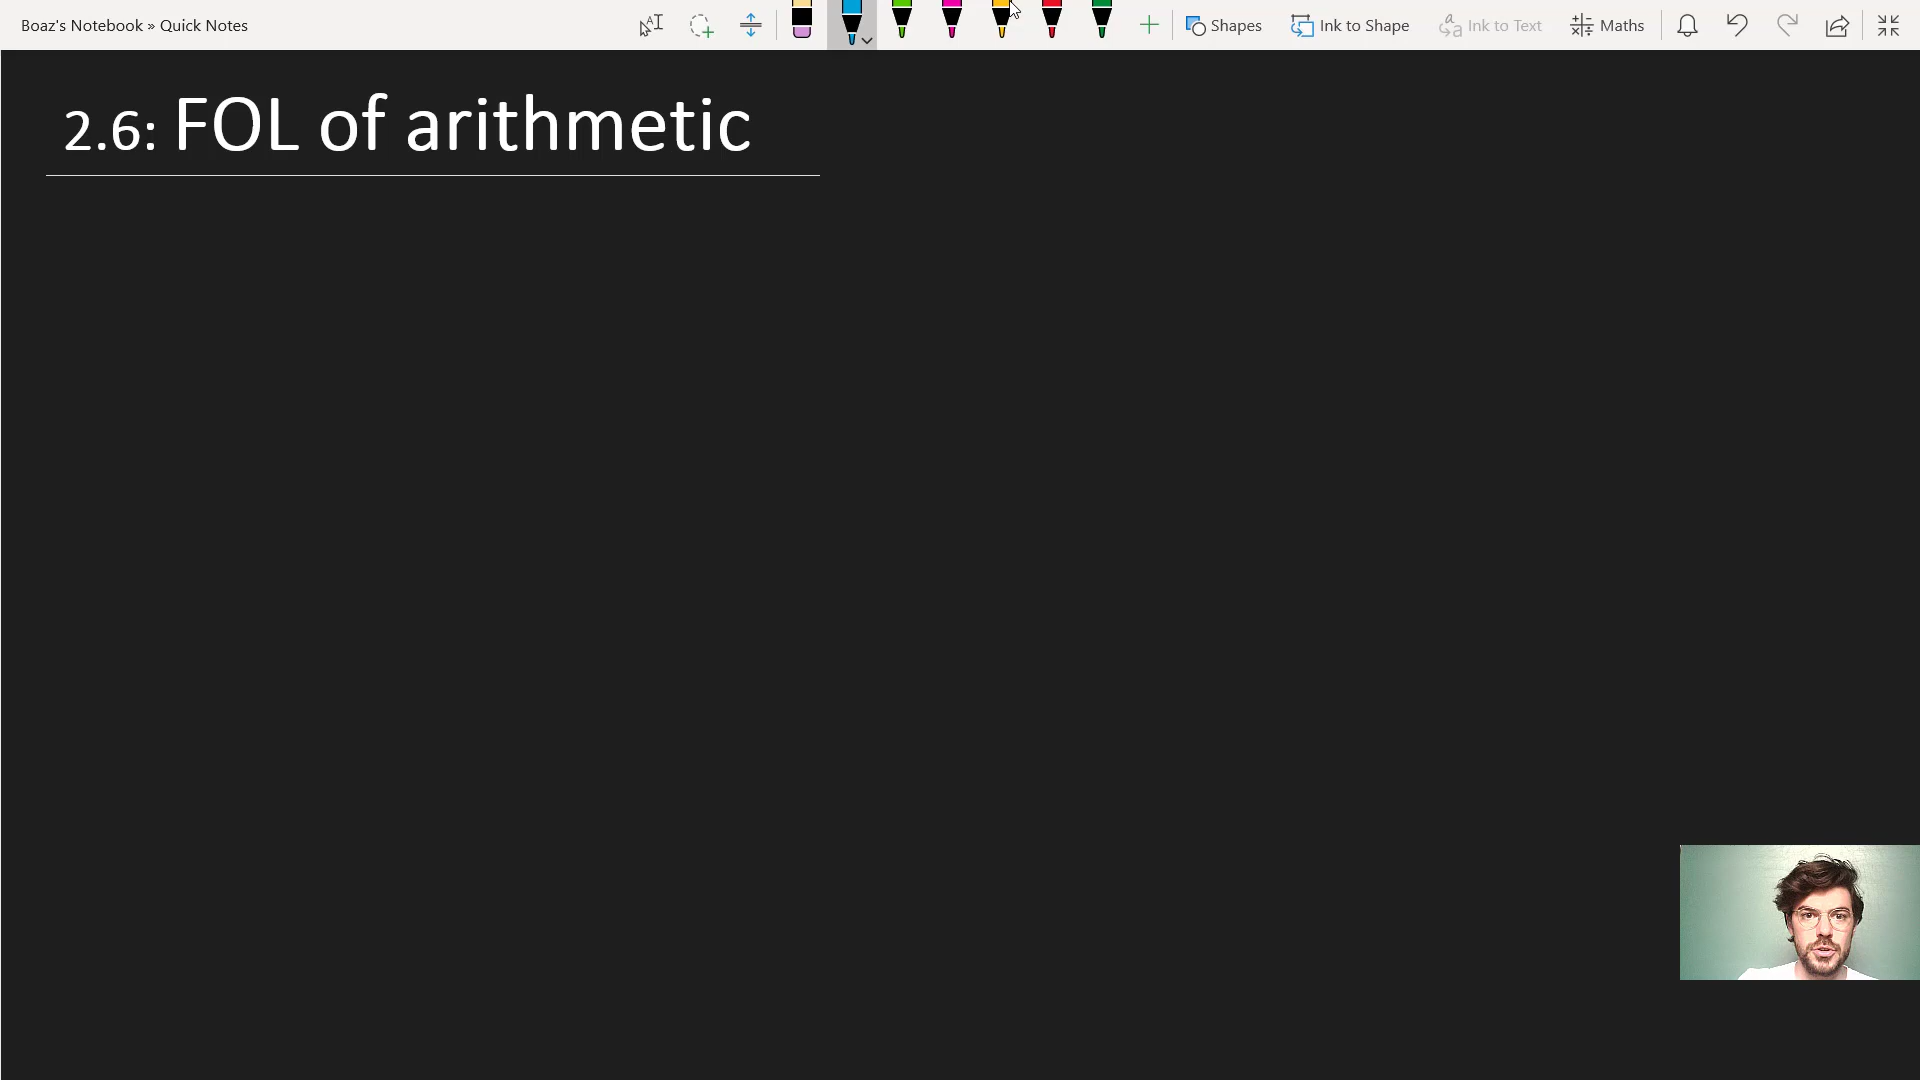 Boaz's Notebook » Quick Notes
Shapes
Ink to Shape
Ink to Text
Maths
2.6: FOL of arithmetic